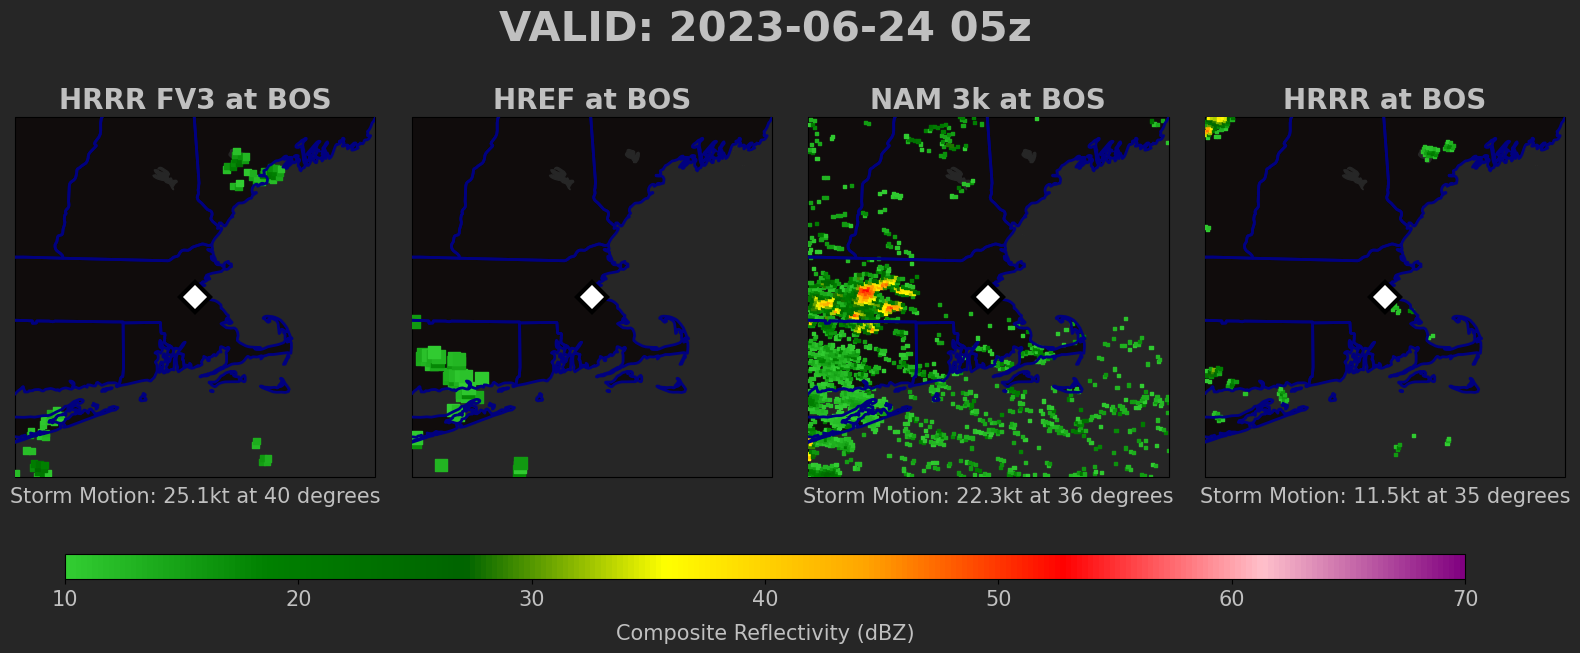 VALID: 2023-06-24 05z
HRRR FV3 at BOS
HREF at BOS
NAM 3k at BOS
HRRR at BOS
Storm Motion: 25.1kt at 40 degrees
Storm Motion: 22.3kt at 36 degrees
Storm Motion: 11.5kt at 35 degrees
10 20 30 40 50 60 70
Composite Reflectivity (dBZ)